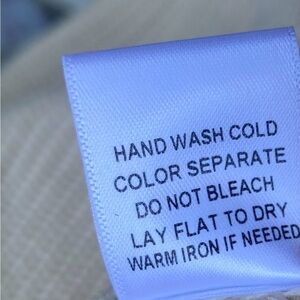 HAND WASH COLD
COLOR SEPARATE
DO NOT BLEACH
LAY FLAT TO DRY
WARM IRON IF NEEDED